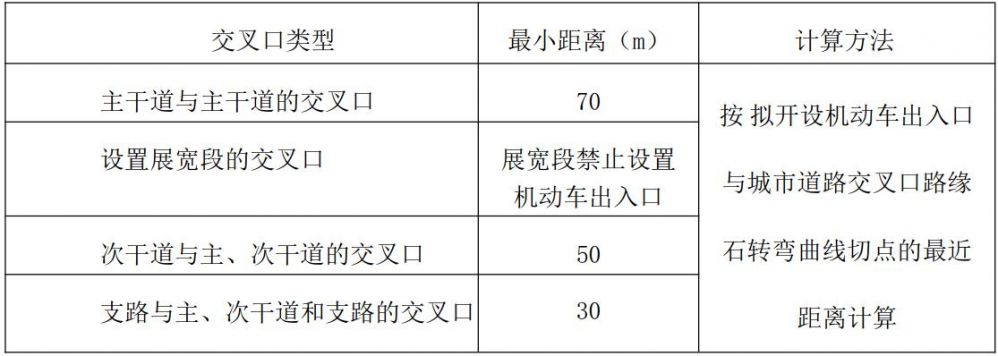 交叉口类型
最小距离（m）
计算方法
主干道与主干道的交叉口
70
设置展宽段的交叉口
展宽段禁止设置
机动车出入口
次干道与主、次干道的交叉口
50
支路与主、次干道和支路的交叉口
30
按 拟开设机动车出入口
与城市道路交叉口路缘
石转弯曲线切点的最近
距离计算